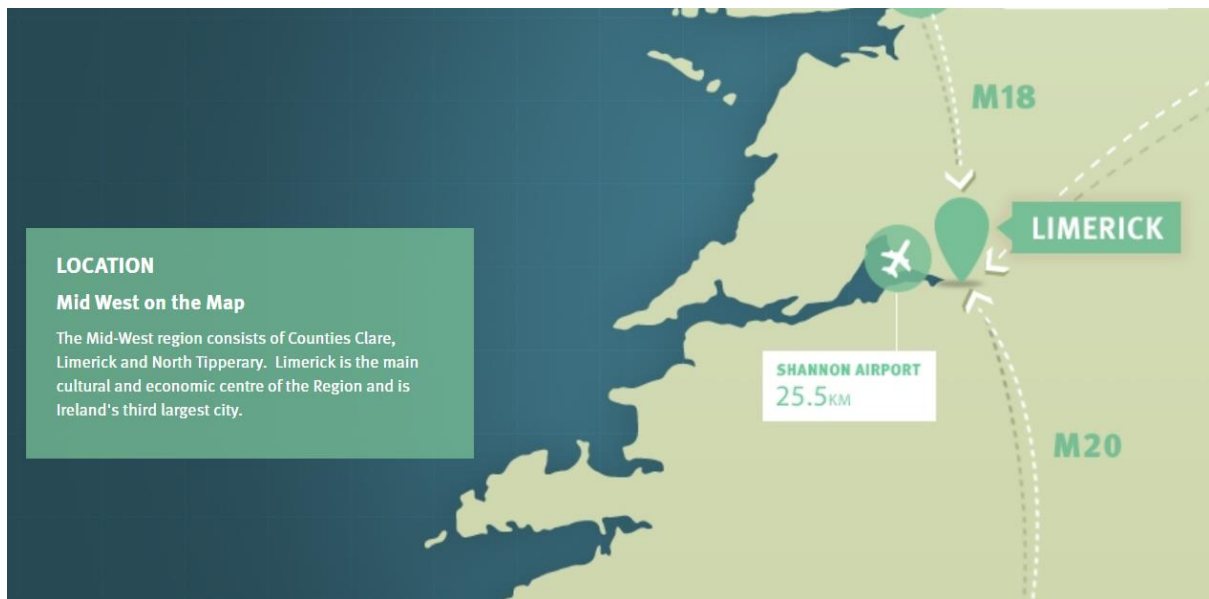 M18
LIMERICK
LOCATION
Mid West on the Map
The Mid-West region consists of Counties Clare,
Limerick and North Tipperary.  Limerick is the main
cultural and economic centre of the Region and is
Ireland's third largest city.
SHANNON AIRPORT
25.5KM
M20